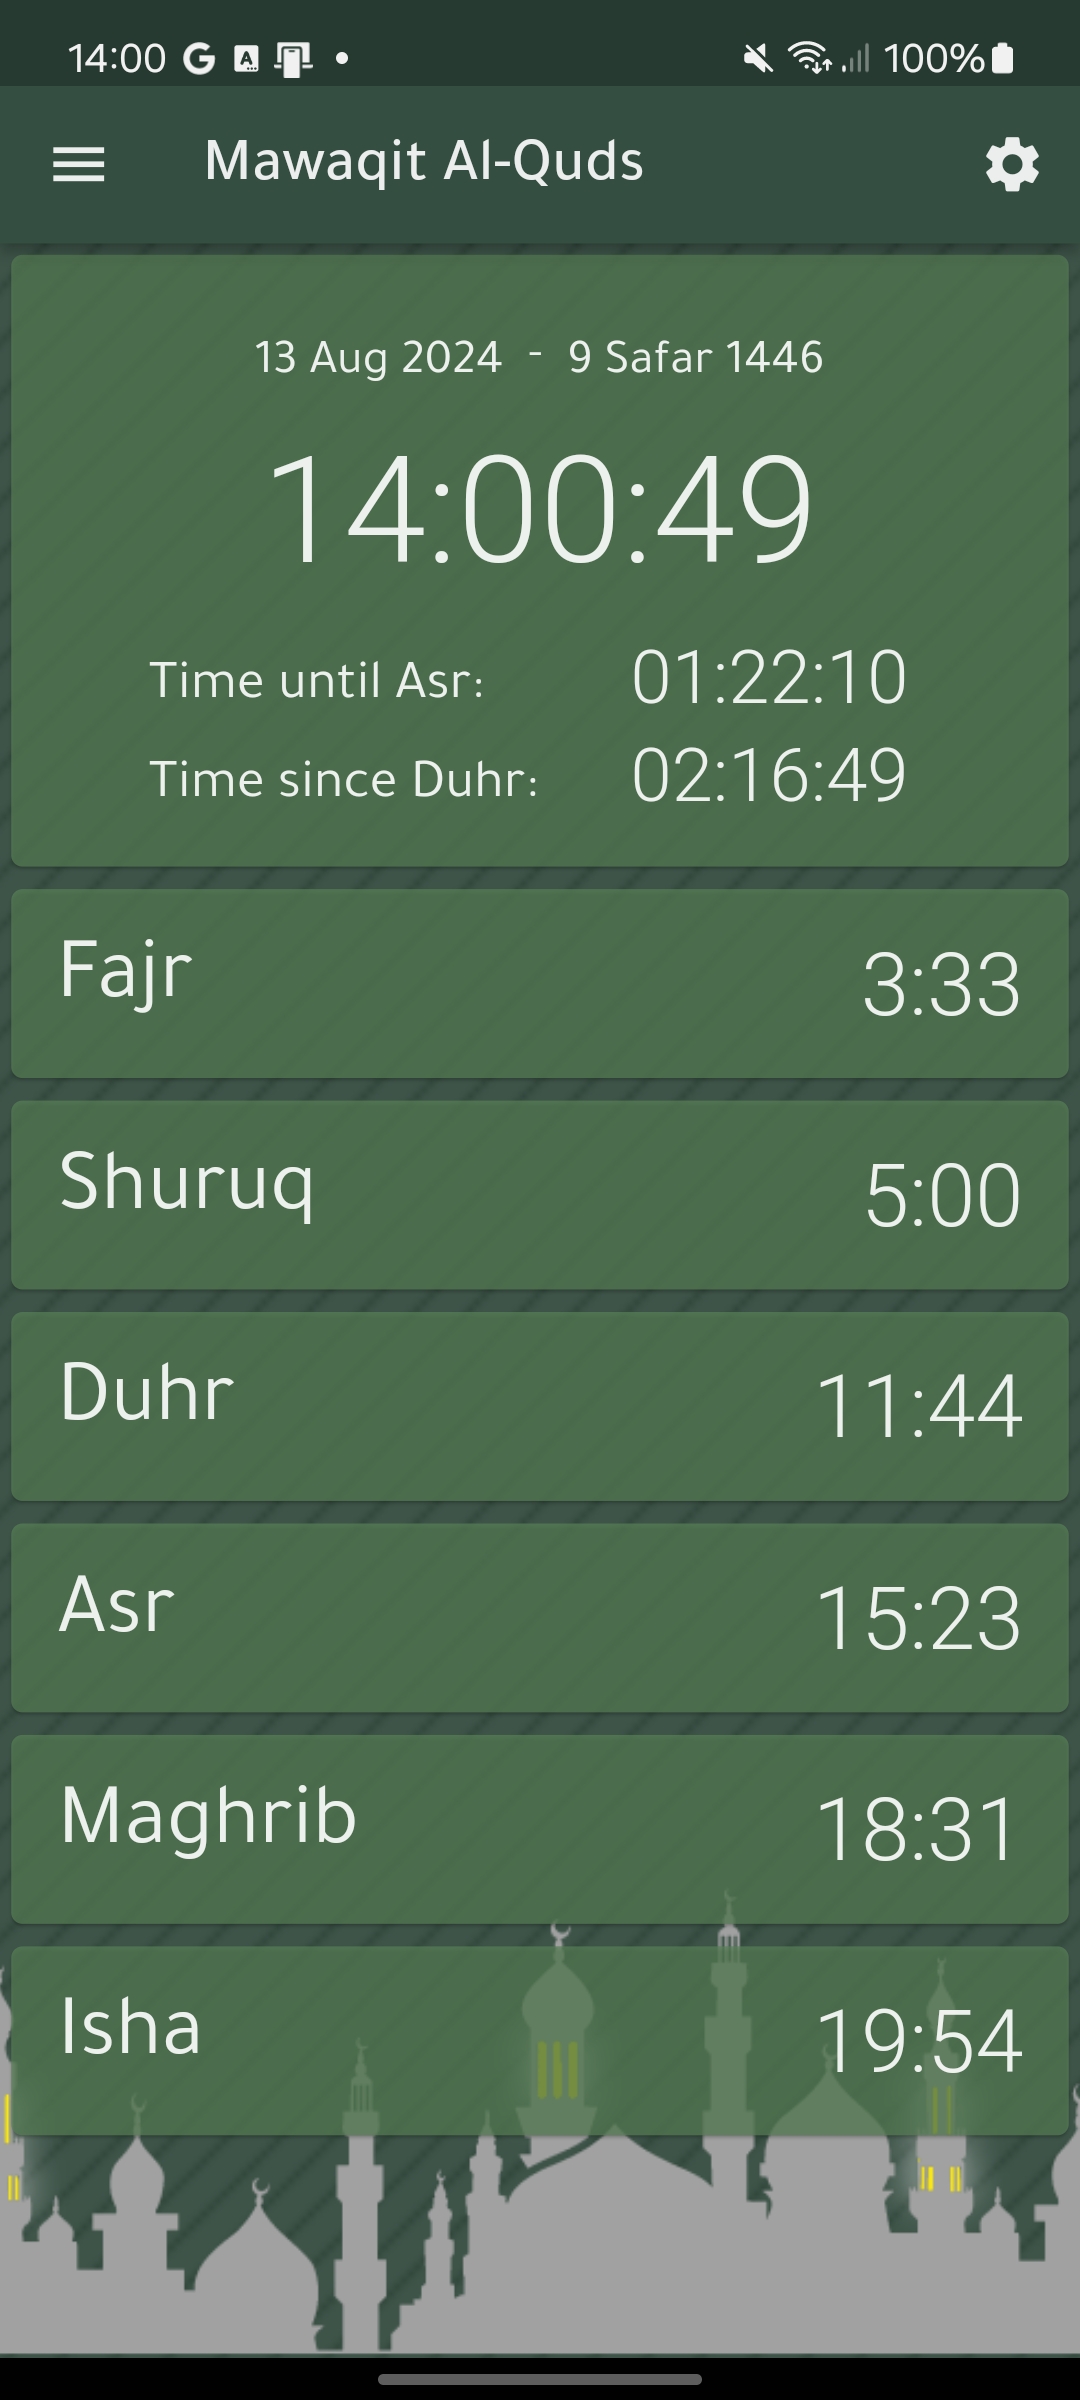 14:00 G A 100%
Mawaqit Al-Quds
13 Aug 2024 - 9 Safar 1446
14:00:49
Time until Asr: 01:22:10
Time since Duhr: 02:16:49
Fajr 3:33
Shuruq 5:00
Duhr 11:44
Asr 15:23
Maghrib 18:31
Isha 19:54